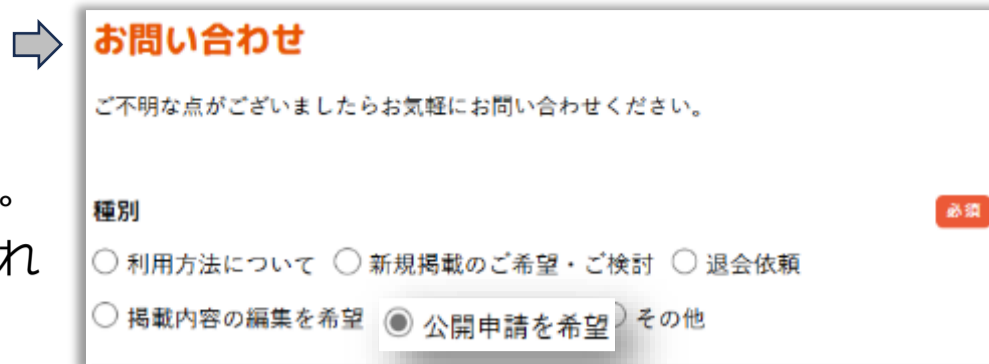 お問い合わせ
ご不明な点がございましたらお気軽にお問い合わせください。
。
れ
種別 必須
利用方法について 新規掲載のご希望・ご検討 退会依頼
掲載内容の編集を希望 公開申請を希望 その他